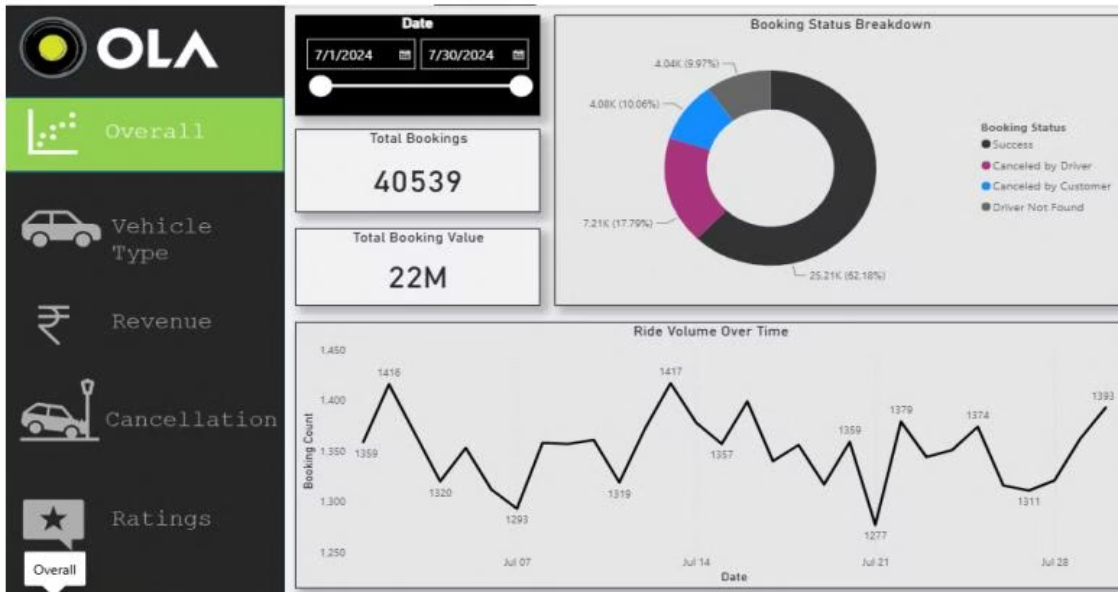 OLA
Overall
Vehicle
Type
Revenue
Cancellation
Ratings
Overall
Date
7/1/2024
7/30/2024
Total Bookings
40539
Total Booking Value
22M
Booking Status Breakdown
4.04K (9.97%)
4.08K (10.06%)
7.21K (17.79%)
25.21K (62.18%)
Booking Status
Success
Canceled by Driver
Canceled by Customer
Driver Not Found
Ride Volume Over Time
Booking Count
1,450
1,400
1,350
1,300
1,250
1359
1416
1320
1293
1319
1417
1357
1359
1277
1379
1374
1311
1393
Jul 07
Jul 14
Jul 21
Jul 28
Date